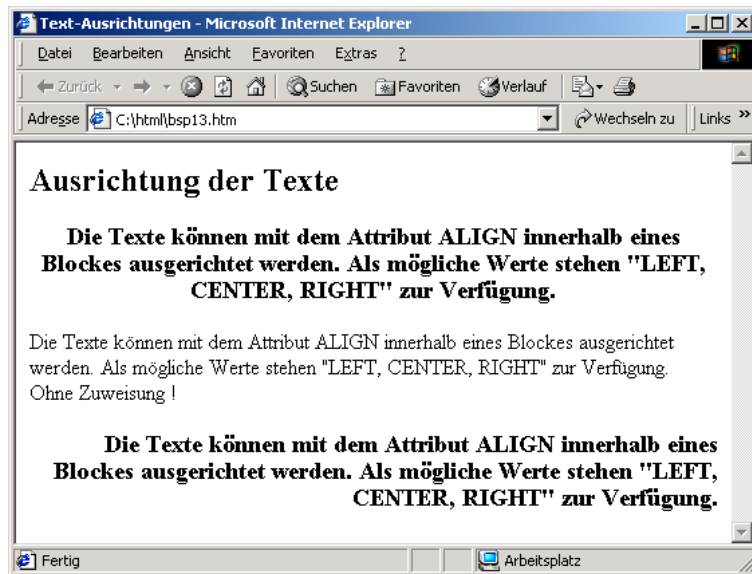 Text-Ausrichtungen - Microsoft Internet Explorer
Datei Bearbeiten Ansicht Favoriten Extras ?
Zurück Suchen Favoriten Verlauf
Adresse C:\html\bsp13.htm Wechseln zu Links »
Ausrichtung der Texte
Die Texte können mit dem Attribut ALIGN innerhalb eines
Blockes ausgerichtet werden. Als mögliche Werte stehen "LEFT,
CENTER, RIGHT" zur Verfügung.
Die Texte können mit dem Attribut ALIGN innerhalb eines Blockes ausgerichtet
werden. Als mögliche Werte stehen "LEFT, CENTER, RIGHT" zur Verfügung.
Ohne Zuweisung !
Die Texte können mit dem Attribut ALIGN innerhalb eines
Blockes ausgerichtet werden. Als mögliche Werte stehen "LEFT,
CENTER, RIGHT" zur Verfügung.
Fertig Arbeitsplatz